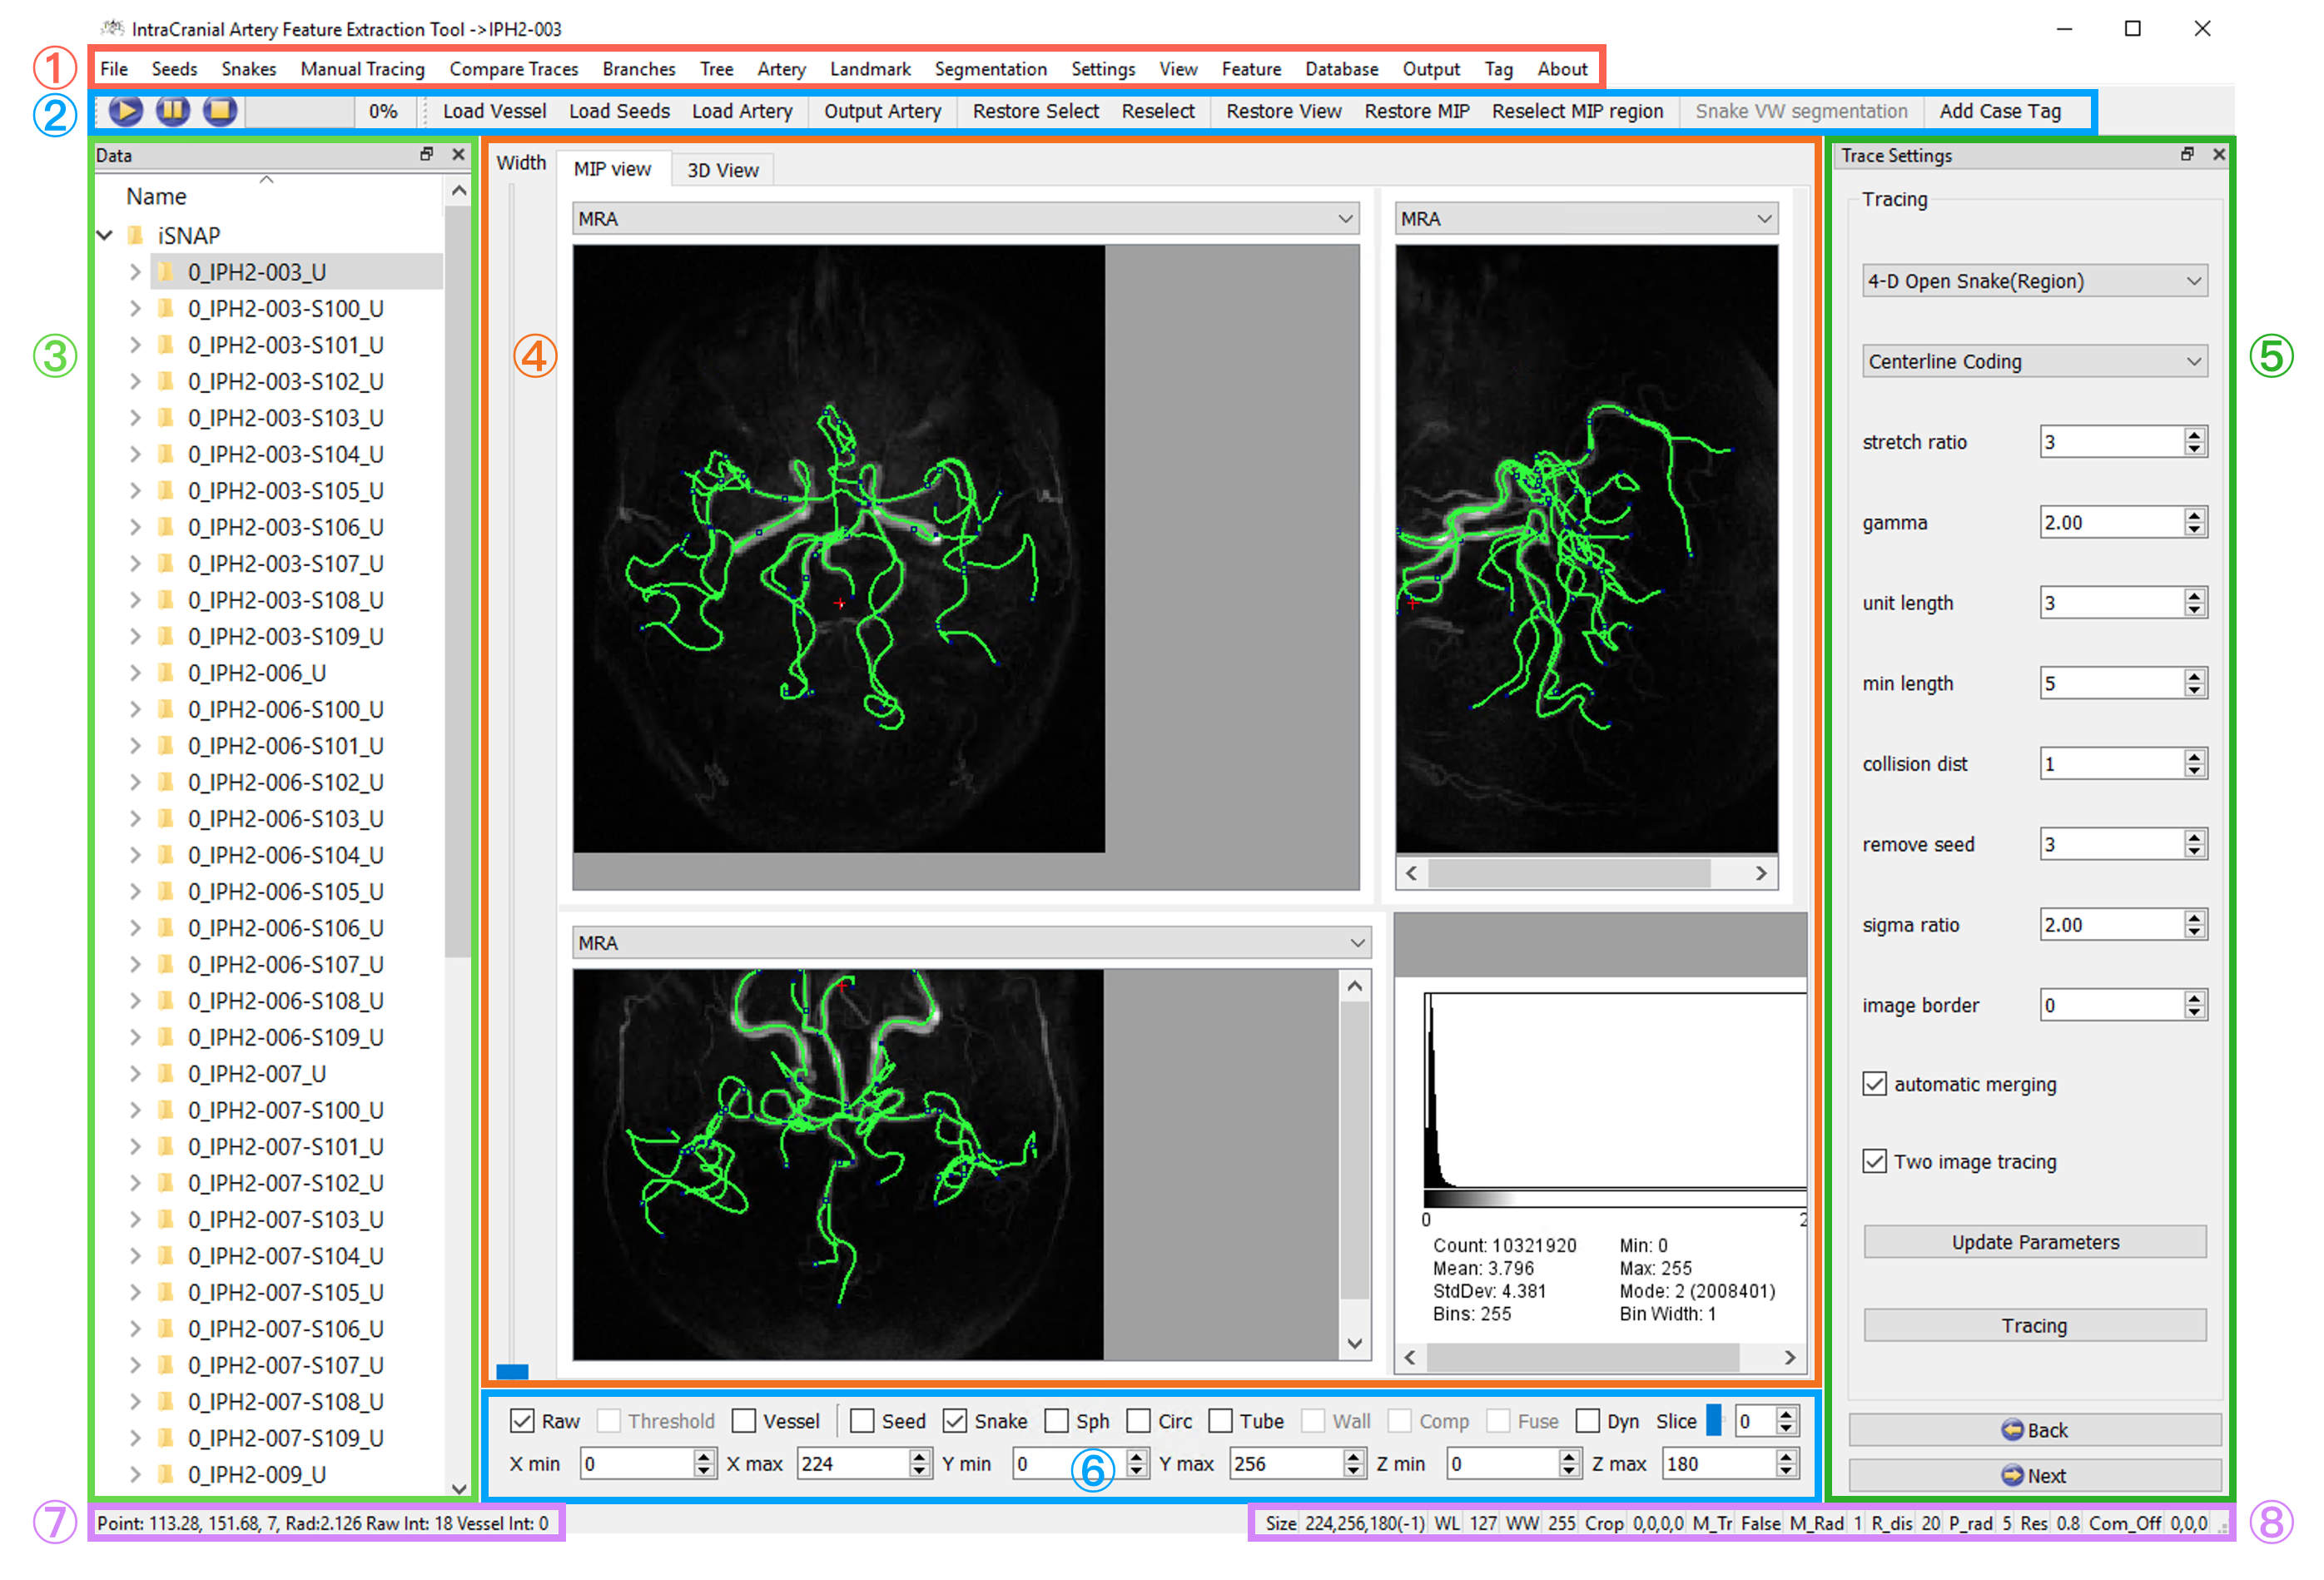 IntraCranial Artery Feature Extraction Tool ->IPH2-003
① File Seeds Snakes Manual Tracing Compare Traces Branches Tree Artery Landmark Segmentation Settings View Feature Database Output Tag About
② 0% Load Vessel Load Seeds Load Artery Output Artery Restore Select Reselect Restore View Restore MIP Reselect MIP region Snake VW segmentation Add Case Tag
③
Data
Name
iSNAP
0_IPH2-003_U
0_IPH2-003-S100_U
0_IPH2-003-S101_U
0_IPH2-003-S102_U
0_IPH2-003-S103_U
0_IPH2-003-S104_U
0_IPH2-003-S105_U
0_IPH2-003-S106_U
0_IPH2-003-S107_U
0_IPH2-003-S108_U
0_IPH2-003-S109_U
0_IPH2-006_U
0_IPH2-006-S100_U
0_IPH2-006-S101_U
0_IPH2-006-S102_U
0_IPH2-006-S103_U
0_IPH2-006-S104_U
0_IPH2-006-S105_U
0_IPH2-006-S106_U
0_IPH2-006-S107_U
0_IPH2-006-S108_U
0_IPH2-006-S109_U
0_IPH2-007_U
0_IPH2-007-S100_U
0_IPH2-007-S101_U
0_IPH2-007-S102_U
0_IPH2-007-S103_U
0_IPH2-007-S104_U
0_IPH2-007-S105_U
0_IPH2-007-S106_U
0_IPH2-007-S107_U
0_IPH2-007-S108_U
0_IPH2-007-S109_U
0_IPH2-009_U
④
Width MIP view 3D View
MRA
MRA
MRA
0 2
Count: 10321920 Min: 0
Mean: 3.796 Max: 255
StdDev: 4.381 Mode: 2 (2008401)
Bins: 255 Bin Width: 1
⑤
Trace Settings
Tracing
4-D Open Snake(Region)
Centerline Coding
stretch ratio 3
gamma 2.00
unit length 3
min length 5
collision dist 1
remove seed 3
sigma ratio 2.00
image border 0
automatic merging
Two image tracing
Update Parameters
Tracing
Back
Next
Raw Threshold Vessel Seed Snake Sph Circ Tube Wall Comp Fuse Dyn Slice 0
X min 0 X max 224 Y min 0 ⑥ Y max 256 Z min 0 Z max 180
⑦ Point: 113.28, 151.68, 7, Rad:2.126 Raw Int: 18 Vessel Int: 0
Size 224,256,180(-1) WL 127 WW 255 Crop 0,0,0,0 M_Tr False M_Rad 1 R_dis 20 P_rad 5 Res 0.8 Com_Off 0,0,0 ⑧